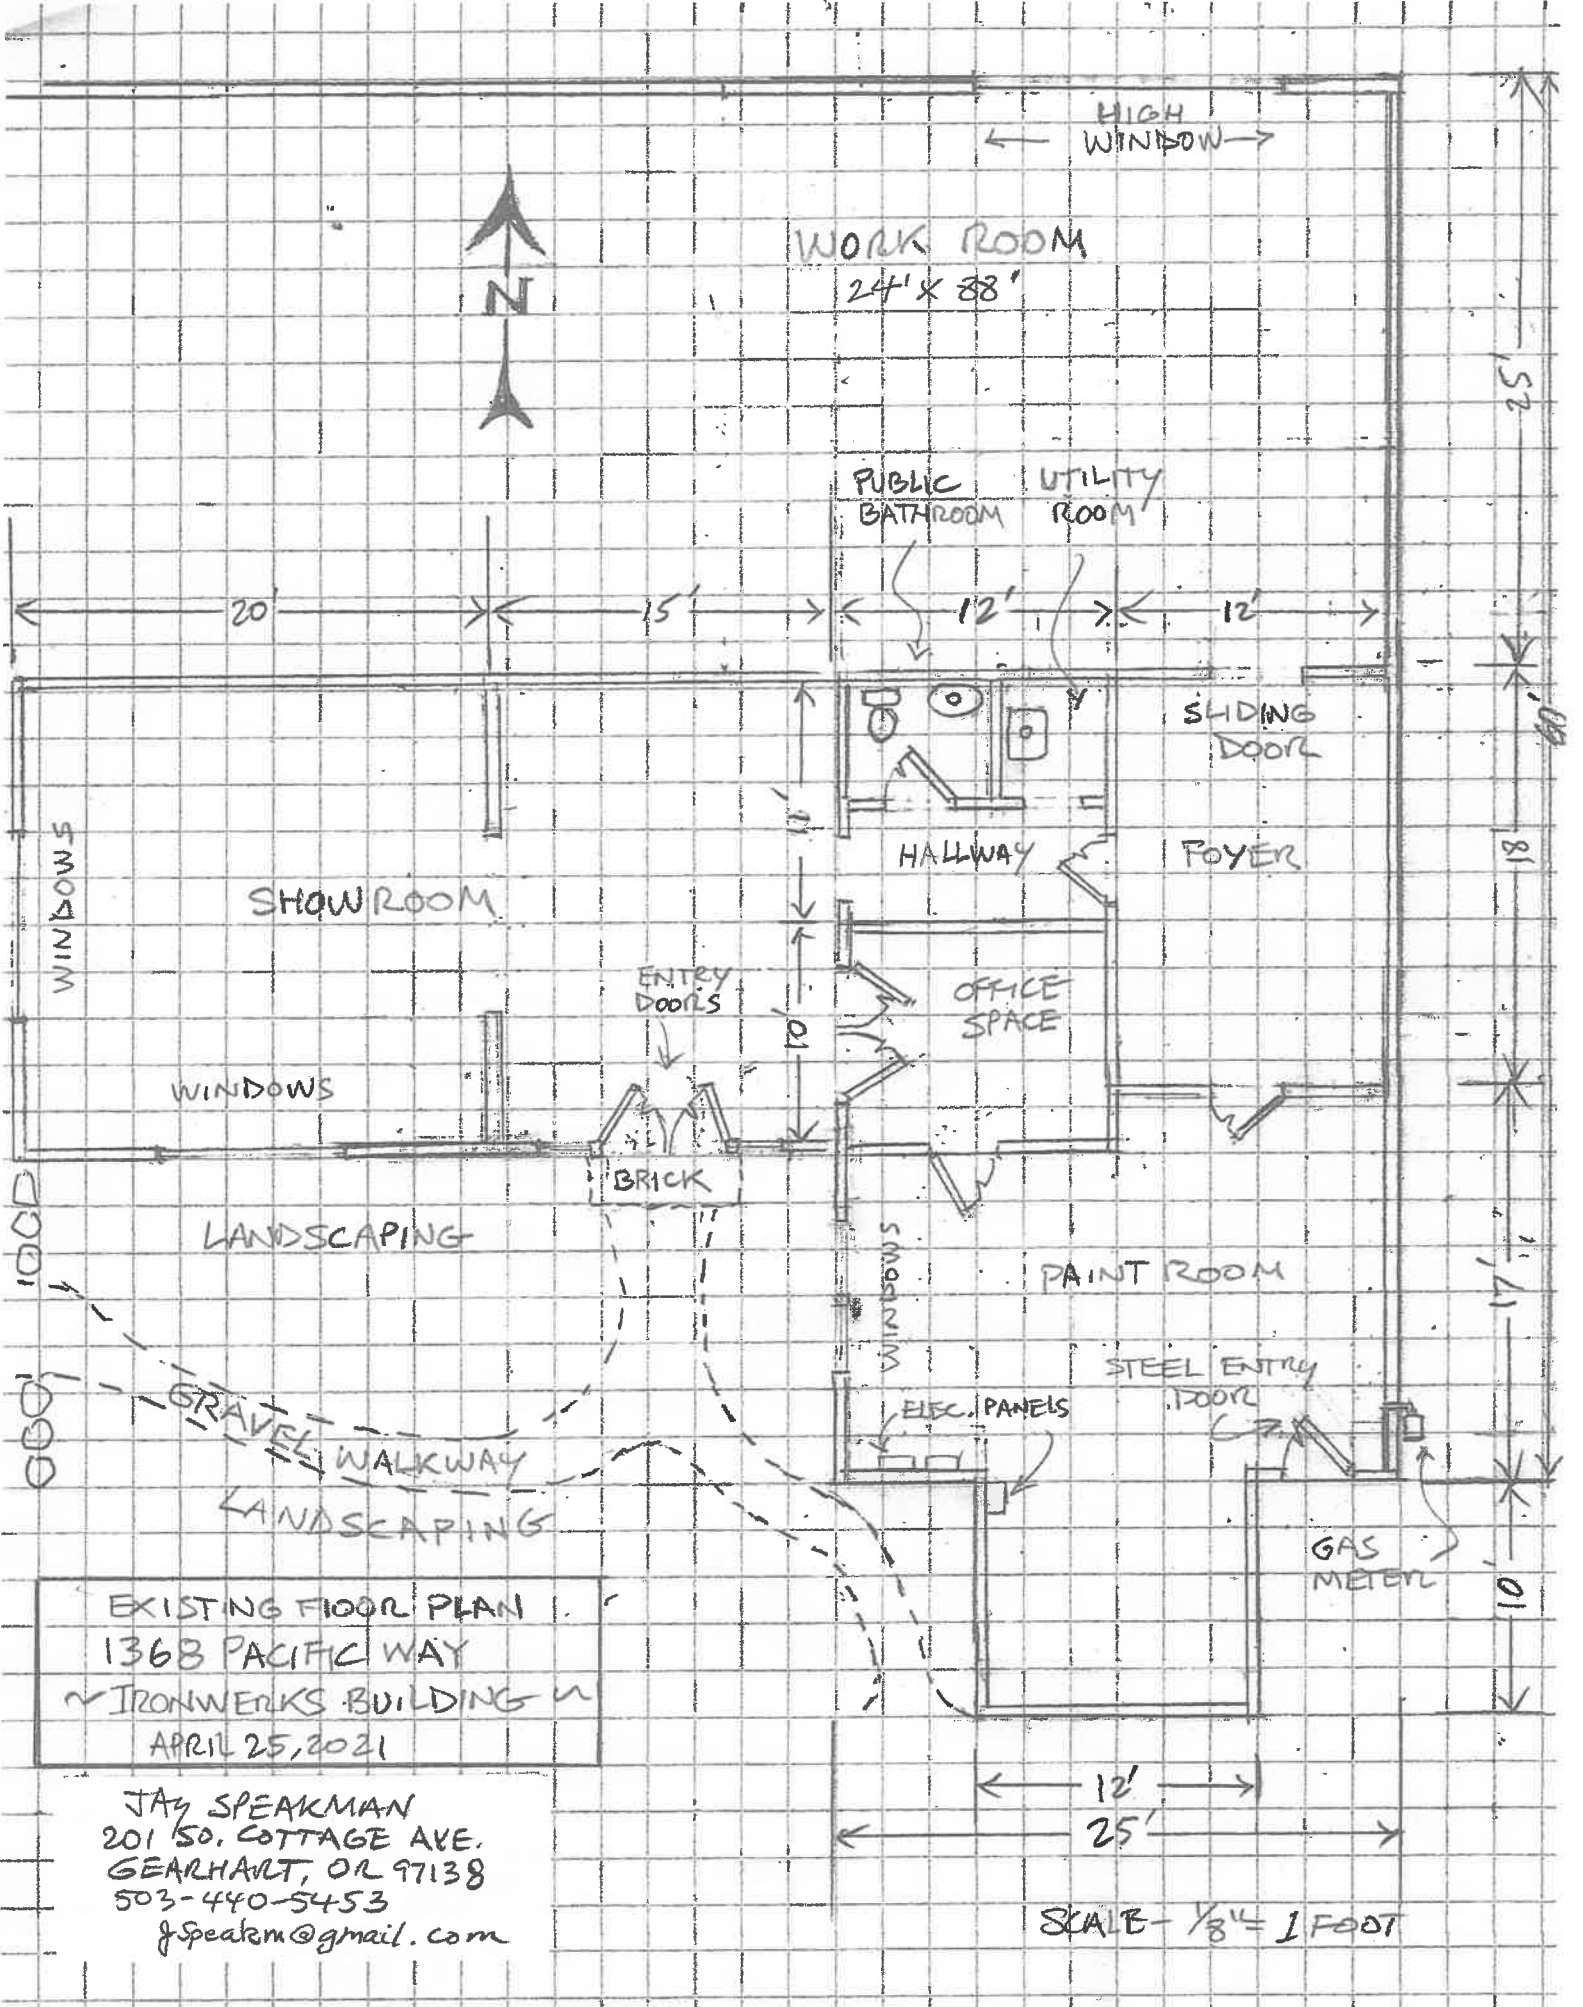 HIGH
WINDOW
N
WORK ROOM
24' X 88'
25'
PUBLIC
BATHROOM
UTILITY
ROOM
20'
15'
12'
12'
60'
SLIDING
DOOR
11'
18'
WINDOWS
HALLWAY
FOYER
SHOWROOM
ENTRY
DOORS
OFFICE
SPACE
10'
WINDOWS
BRICK
LANDSCAPING
WINDOWS
PAINT ROOM
17'
STEEL ENTRY
DOOR
ELEC. PANELS
GRAVEL WALKWAY
LANDSCAPING
GAS
METER
10'
EXISTING FLOOR PLAN
1368 PACIFIC WAY
~ IRONWERKS BUILDING ~
APRIL 25, 2021
12'
25'
JAY SPEAKMAN
201 SO. COTTAGE AVE.
GEARHART, OR 97138
503-440-5453
jspeakm@gmail.com
SCALE - 1/8" = 1 FOOT